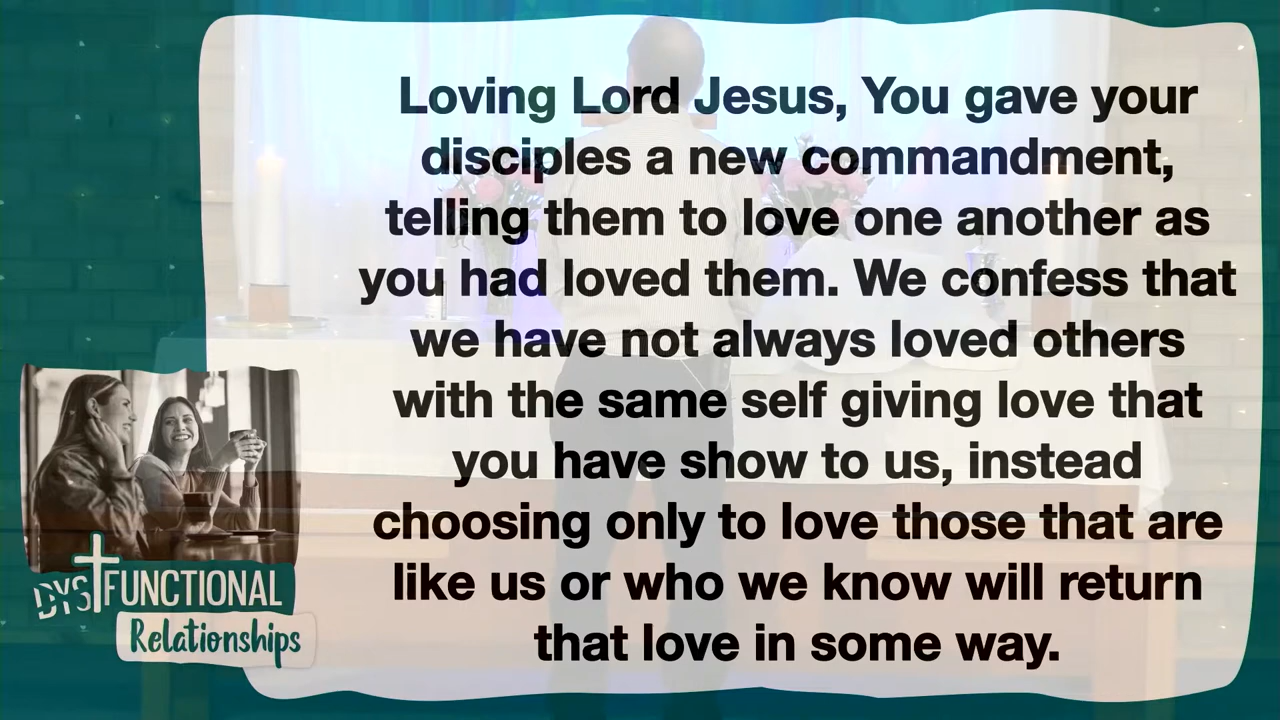 Loving Lord Jesus, You gave your
disciples a new commandment,
telling them to love one another as
you had loved them. We confess that
we have not always loved others
with the same self giving love that
you have show to us, instead
choosing only to love those that are
like us or who we know will return
that love in some way.
DYSFUNCTIONAL
Relationships